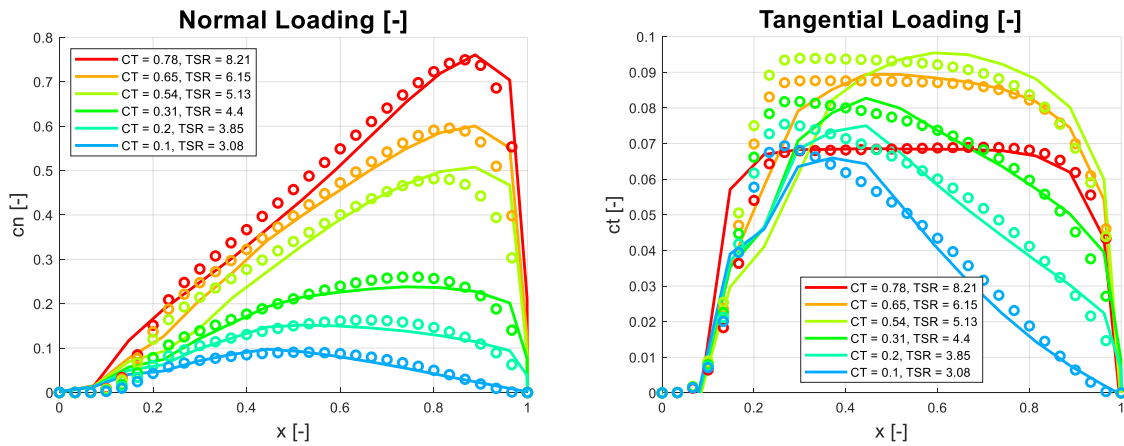 Normal Loading [-]
0.8
0.7
0.6
0.5
0.4
0.3
0.2
0.1
0
cn [-]
CT = 0.78, TSR = 8.21
CT = 0.65, TSR = 6.15
CT = 0.54, TSR = 5.13
CT = 0.31, TSR = 4.4
CT = 0.2, TSR = 3.85
CT = 0.1, TSR = 3.08
0 0.2 0.4 0.6 0.8 1
x [-]
Tangential Loading [-]
0.1
0.09
0.08
0.07
0.06
0.05
0.04
0.03
0.02
0.01
0
ct [-]
CT = 0.78, TSR = 8.21
CT = 0.65, TSR = 6.15
CT = 0.54, TSR = 5.13
CT = 0.31, TSR = 4.4
CT = 0.2, TSR = 3.85
CT = 0.1, TSR = 3.08
0 0.2 0.4 0.6 0.8 1
x [-]